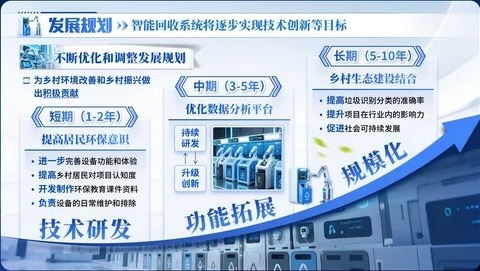 发展规划
智能回收系统将逐步实现技术创新等目标
不断优化和调整发展规划
为乡村环境改善和乡村振兴做
出积极贡献
短期（1-2年）
提高居民环保意识
进一步完善设备功能和体验
提高乡村居民对项目认知度
开发制作环保教育课件资料
负责设备的日常维护和排除
技术研发
中期（3-5年）
优化数据分析平台
持续
研发
升级
创新
功能拓展
长期（5-10年）
乡村生态建设结合
提高垃圾识别分类的准确率
提升项目在行业内的影响力
促进社会可持续发展
规模化